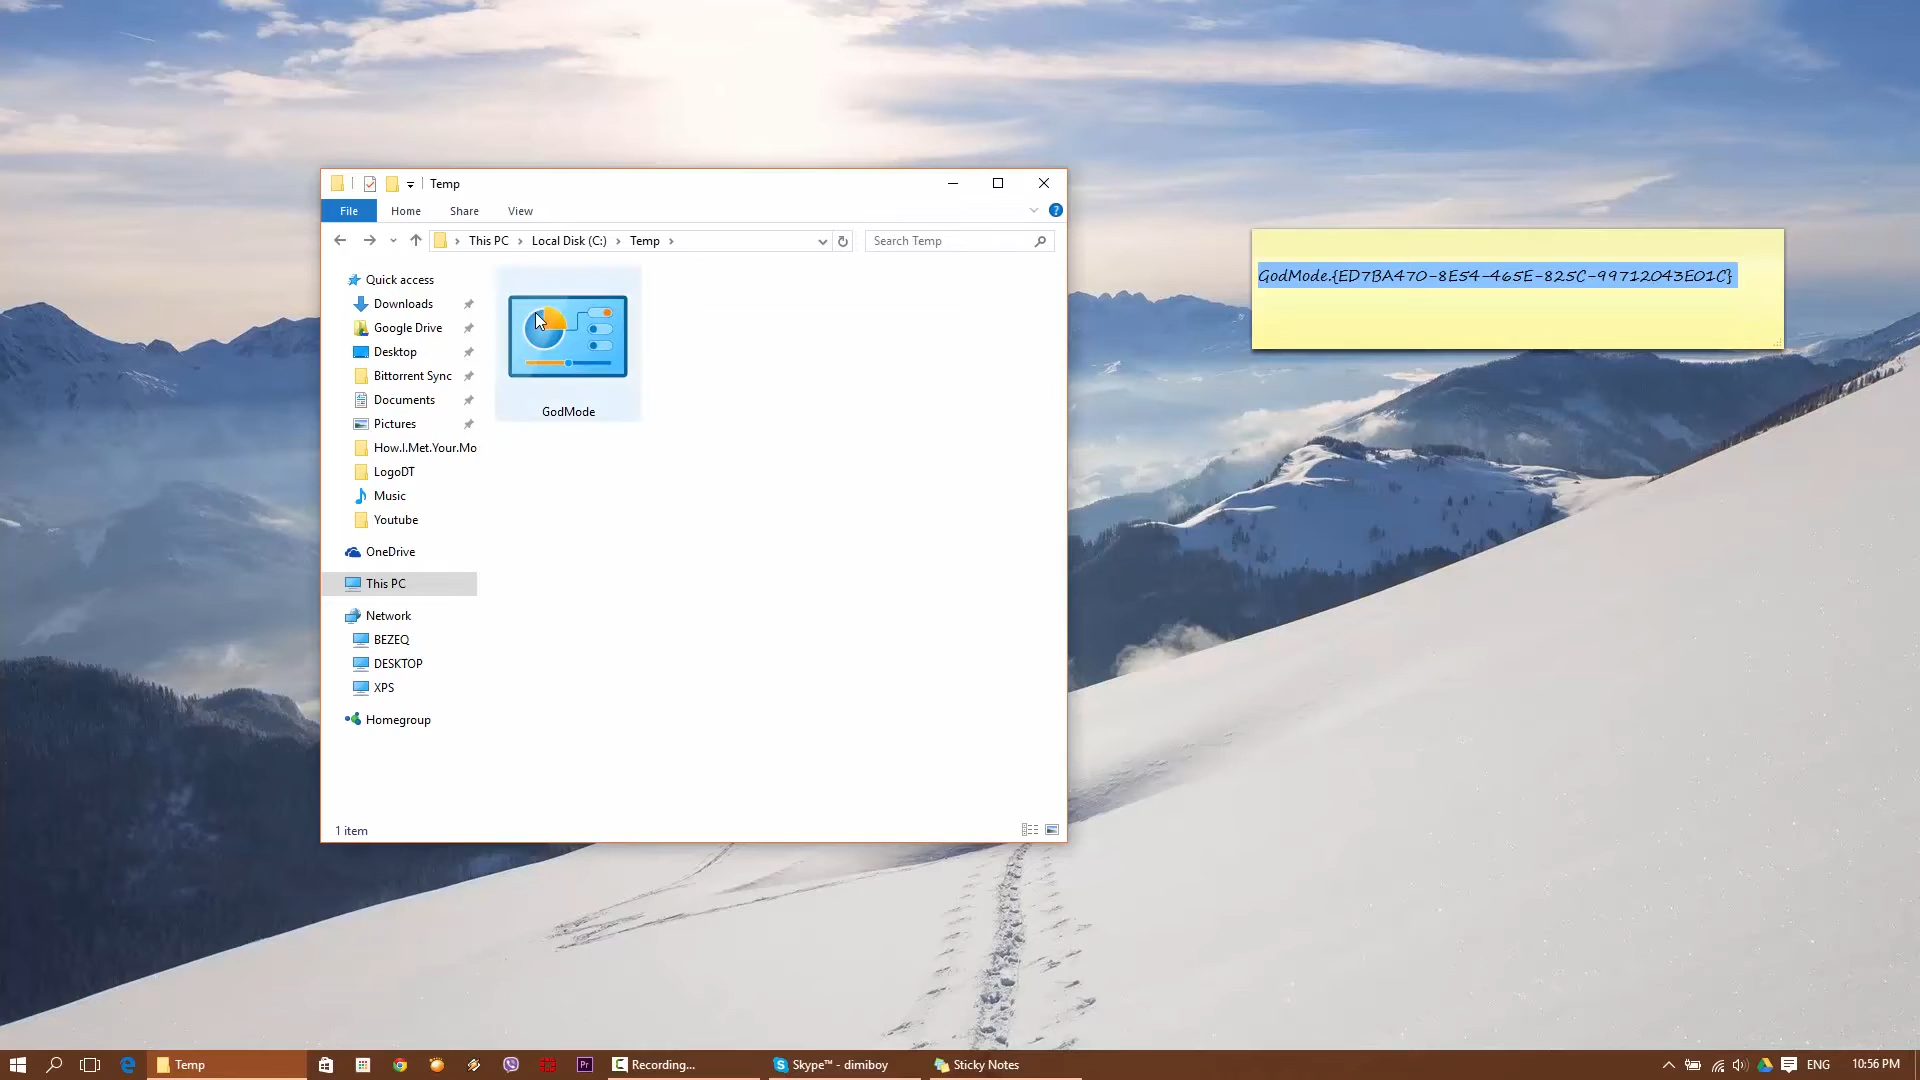 Temp
File
Home
Share
View
This PC
Local Disk (C:)
Temp
Search Temp
GodMode.{ED7BA470-8E54-465E-825C-99712043E01C}
Quick access
Downloads
Google Drive
Desktop
Bittorrent Sync
Documents
Pictures
How.I.Met.Your.Mo
LogoDT
Music
Youtube
OneDrive
This PC
Network
BEZEQ
DESKTOP
XPS
Homegroup
GodMode
1 item
Temp
Pr
Recording...
Skype™ - dimiboy
Sticky Notes
ENG
10:56 PM